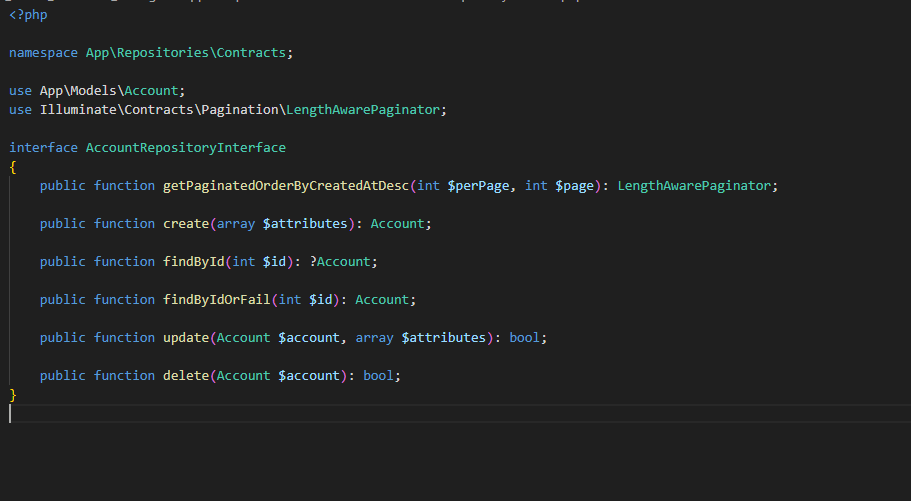 <?php
namespace App\Repositories\Contracts;
use App\Models\Account;
use Illuminate\Contracts\Pagination\LengthAwarePaginator;
interface AccountRepositoryInterface
{
public function getPaginatedOrderByCreatedAtDesc(int $perPage, int $page): LengthAwarePaginator;
public function create(array $attributes): Account;
public function findById(int $id): ?Account;
public function findByIdOrFail(int $id): Account;
public function update(Account $account, array $attributes): bool;
public function delete(Account $account): bool;
}